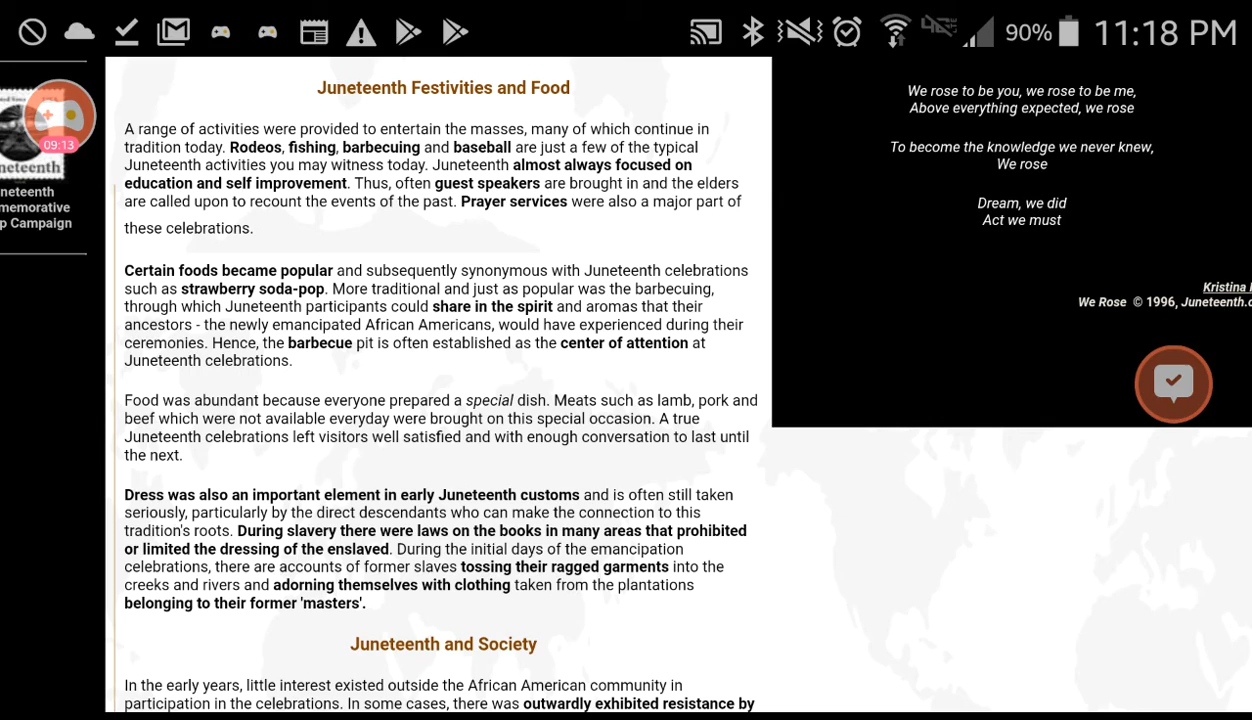 90% 11:18 PM
09:13
neteenth
neteenth
memorative
p Campaign
Juneteenth Festivities and Food
A range of activities were provided to entertain the masses, many of which continue in
tradition today. Rodeos, fishing, barbecuing and baseball are just a few of the typical
Juneteenth activities you may witness today. Juneteenth almost always focused on
education and self improvement. Thus, often guest speakers are brought in and the elders
are called upon to recount the events of the past. Prayer services were also a major part of
these celebrations.
Certain foods became popular and subsequently synonymous with Juneteenth celebrations
such as strawberry soda-pop. More traditional and just as popular was the barbecuing,
through which Juneteenth participants could share in the spirit and aromas that their
ancestors - the newly emancipated African Americans, would have experienced during their
ceremonies. Hence, the barbecue pit is often established as the center of attention at
Juneteenth celebrations.
Food was abundant because everyone prepared a special dish. Meats such as lamb, pork and
beef which were not available everyday were brought on this special occasion. A true
Juneteenth celebrations left visitors well satisfied and with enough conversation to last until
the next.
Dress was also an important element in early Juneteenth customs and is often still taken
seriously, particularly by the direct descendants who can make the connection to this
tradition's roots. During slavery there were laws on the books in many areas that prohibited
or limited the dressing of the enslaved. During the initial days of the emancipation
celebrations, there are accounts of former slaves tossing their ragged garments into the
creeks and rivers and adorning themselves with clothing taken from the plantations
belonging to their former 'masters'.
Juneteenth and Society
In the early years, little interest existed outside the African American community in
participation in the celebrations. In some cases, there was outwardly exhibited resistance by
We rose to be you, we rose to be me,
Above everything expected, we rose
To become the knowledge we never knew,
We rose
Dream, we did
Act we must
Kristina
We Rose © 1996, Juneteenth.c